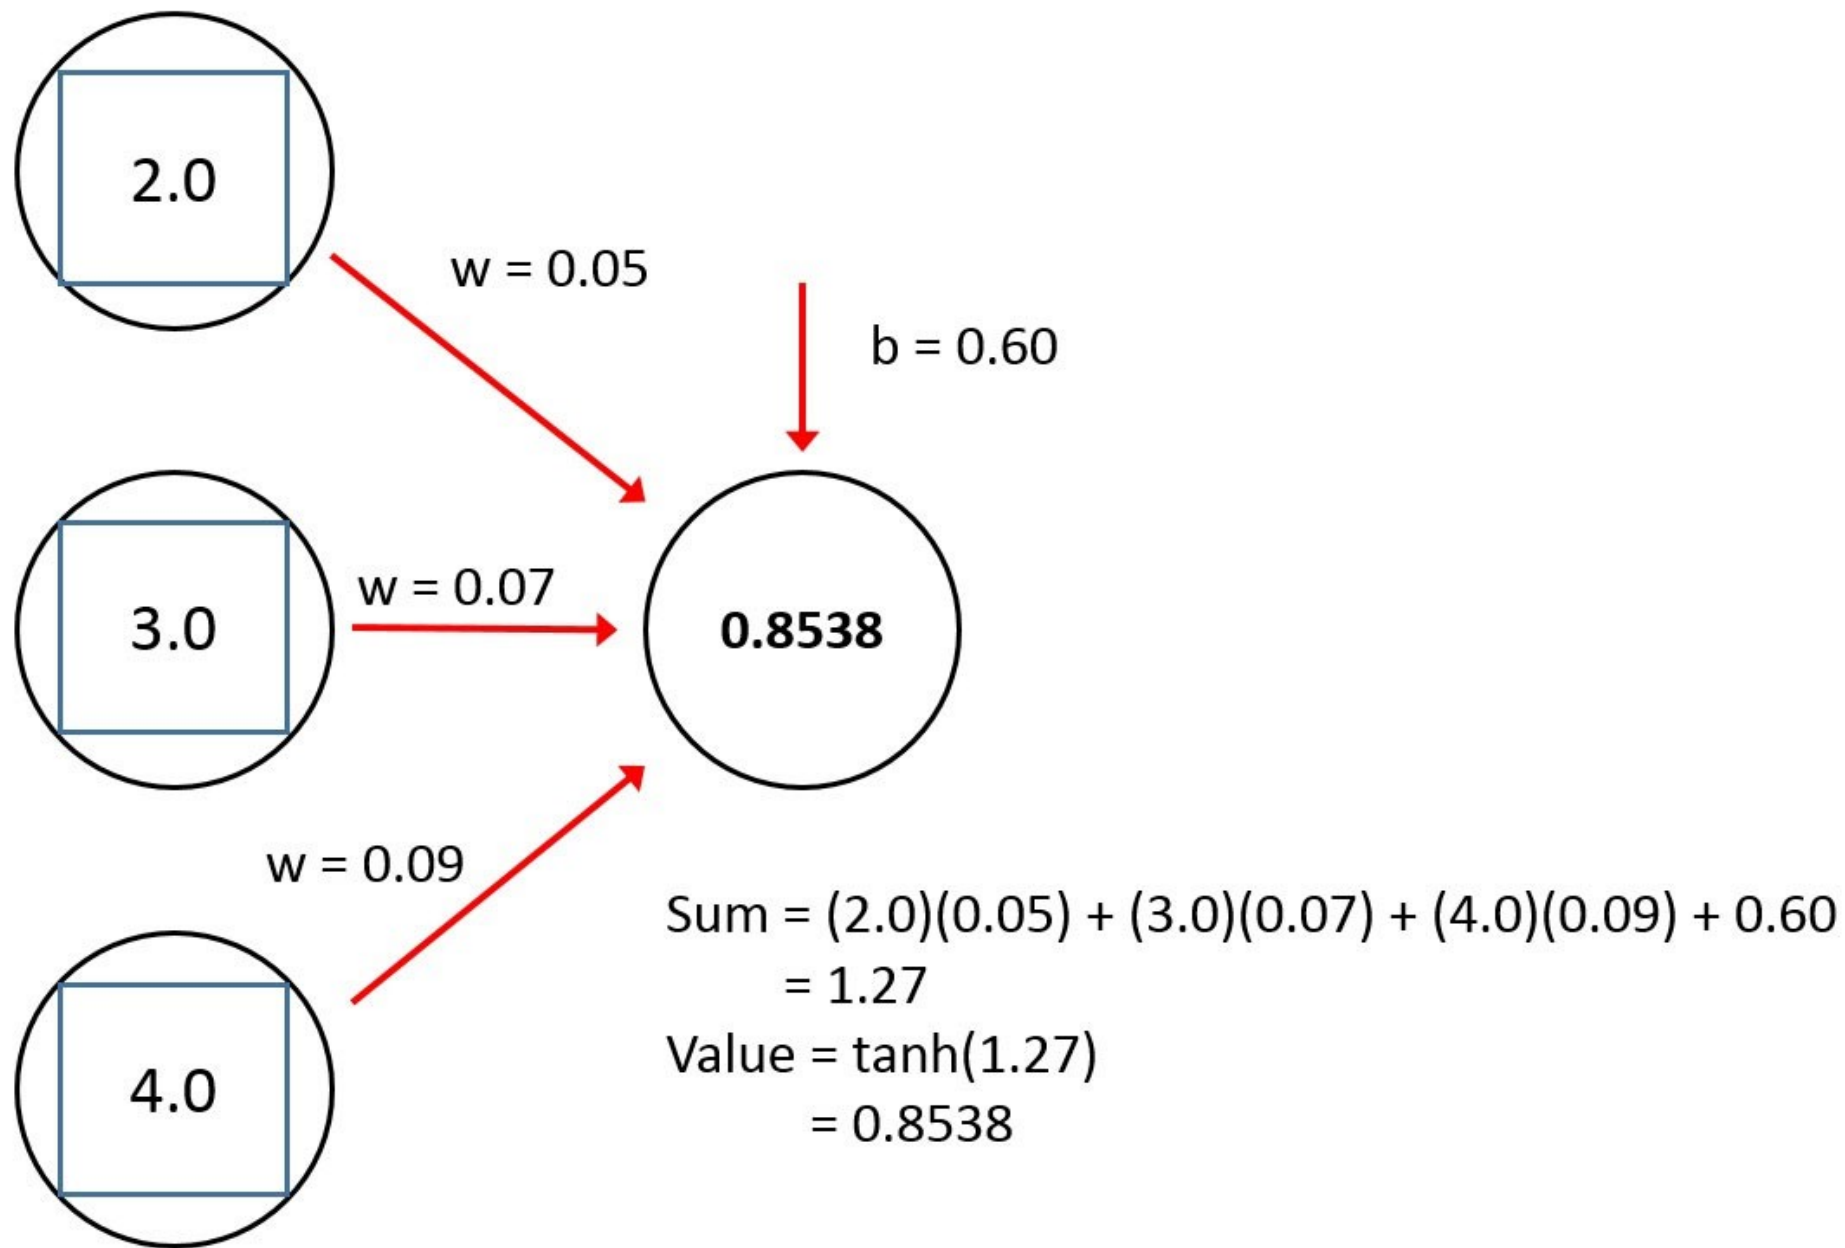 2.0
w = 0.05
b = 0.60
3.0
w = 0.07
0.8538
4.0
w = 0.09
Sum = (2.0)(0.05) + (3.0)(0.07) + (4.0)(0.09) + 0.60
= 1.27
Value = tanh(1.27)
= 0.8538